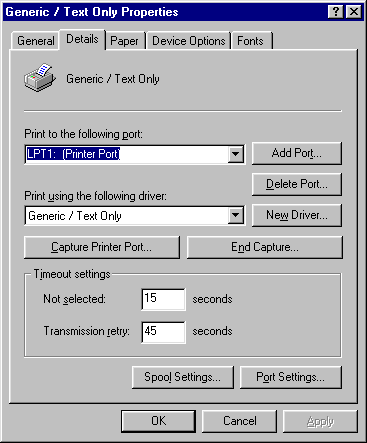 Generic / Text Only Properties
General Details Paper Device Options Fonts
Generic / Text Only
Print to the following port:
LPT1: (Printer Port) Add Port...
Delete Port...
Print using the following driver:
Generic / Text Only New Driver...
Capture Printer Port... End Capture...
Timeout settings
Not selected: 15 seconds
Transmission retry: 45 seconds
Spool Settings... Port Settings...
OK Cancel Apply